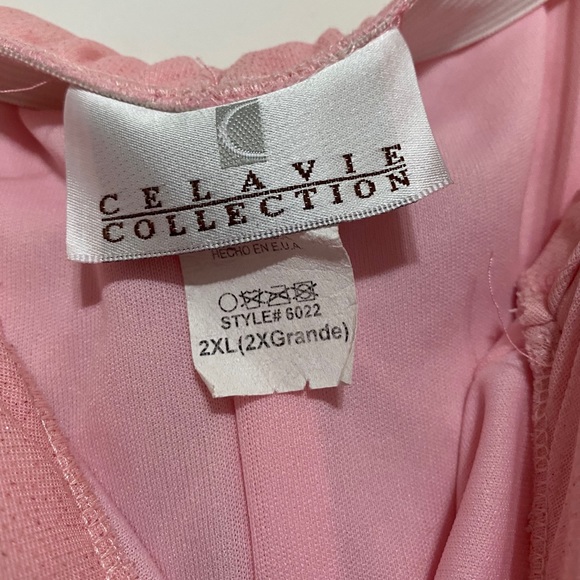 CELAVIE
COLLECTION
HECHO EN E.U.A
STYLE# 6022
2XL(2XGrande)